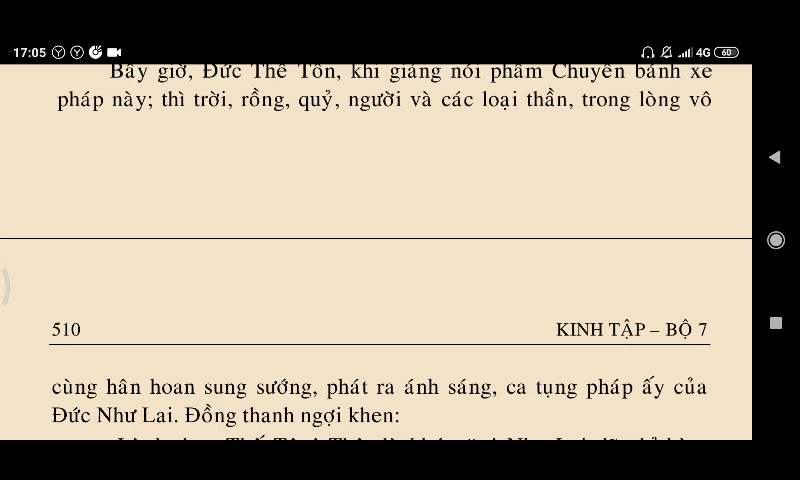 17:05 4G 60
Bấy giờ, Đức Thế Tôn, khi giảng nói phẩm Chuyển bánh xe
pháp này; thì trời, rồng, quỷ, người và các loại thần, trong lòng vô
510 KINH TẬP – BỘ 7
cùng hân hoan sung sướng, phát ra ánh sáng, ca tụng pháp ấy của
Đức Như Lai. Đồng thanh ngợi khen: